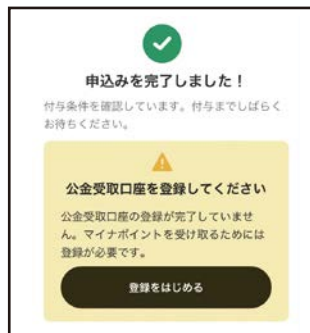 申込みを完了しました！
付与条件を確認しています。付与までしばらく
お待ちください。
公金受取口座を登録してください
公金受取口座の登録が完了していませ
ん。マイナポイントを受け取るためには
登録が必要です。
登録をはじめる